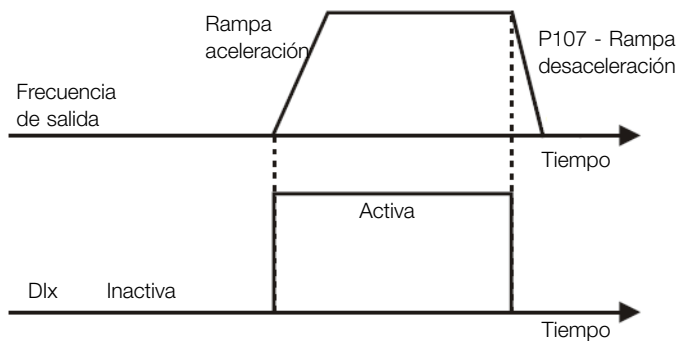 Rampa
aceleración
P107 - Rampa
desaceleración
Frecuencia
de salida
Tiempo
Activa
DIx Inactiva
Tiempo